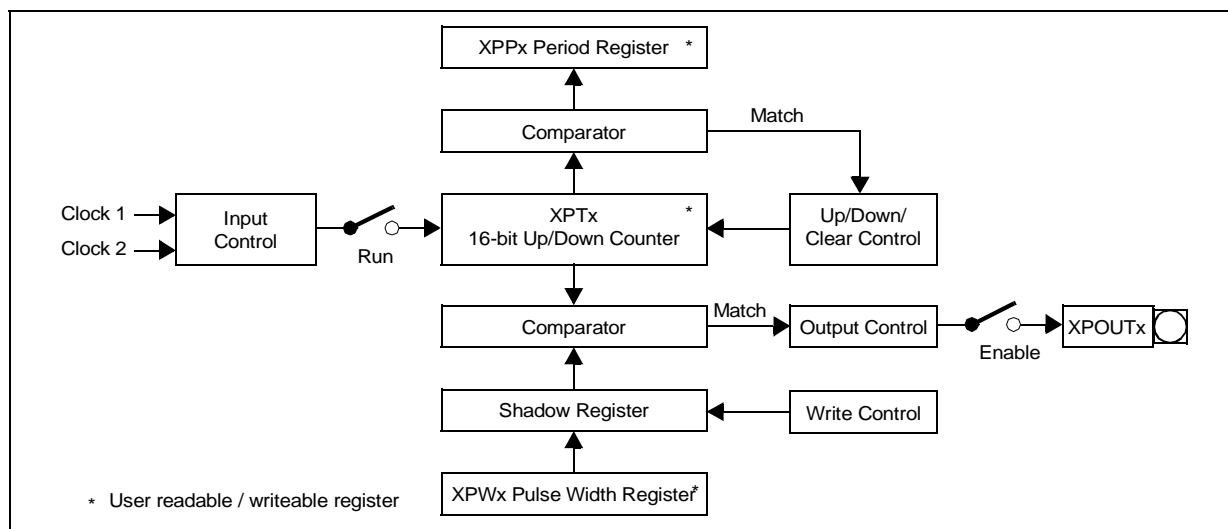 XPPx Period Register *
Comparator
Match
Clock 1
Clock 2
Input
Control
Run
XPTx *
16-bit Up/Down Counter
Up/Down/
Clear Control
Comparator
Match
Output Control
Enable
XPOUTx
Shadow Register
Write Control
XPWx Pulse Width Register*
* User readable / writeable register